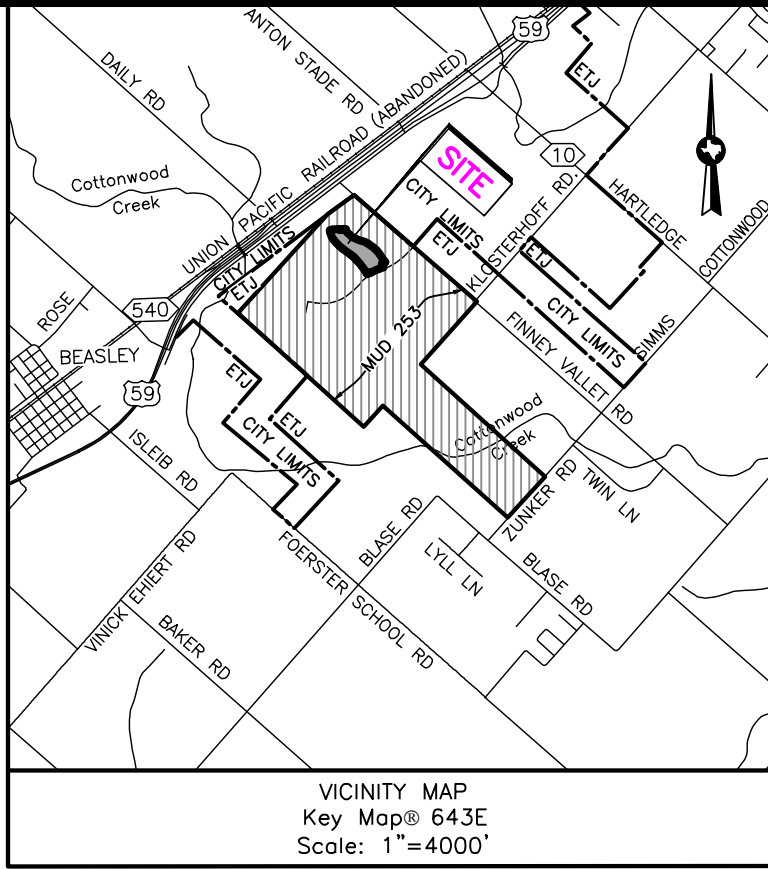 59
ANTON STADE RD
DAILY RD
ETJ
UNION PACIFIC RAILROAD (ABANDONED)
SITE
10
Cottonwood
Creek
CITY LIMITS
KLOSTERHOFF RD.
HARTLEDGE
COTTONWOOD
ETJ
ETJ
CITY LIMITS
ETJ
540
ROSE
MUD 253
CITY LIMITS
SIMMS
FINNEY VALLET RD
BEASLEY
59
ETJ
ETJ
CITY LIMITS
Cottonwood
Creek
ISLEIB RD
ZUNKER RD
TWIN LN
BLASE RD
LYLL LN
BLASE RD
FOERSTER SCHOOL RD
VINICK EHIERT RD
BAKER RD
VICINITY MAP
Key Map® 643E
Scale: 1"=4000'